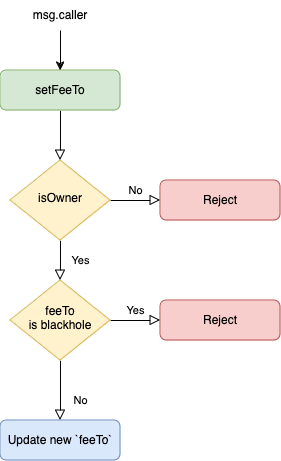 msg.caller
setFeeTo
isOwner
No
Reject
Yes
feeTo
is blackhole
Yes
Reject
No
Update new `feeTo`